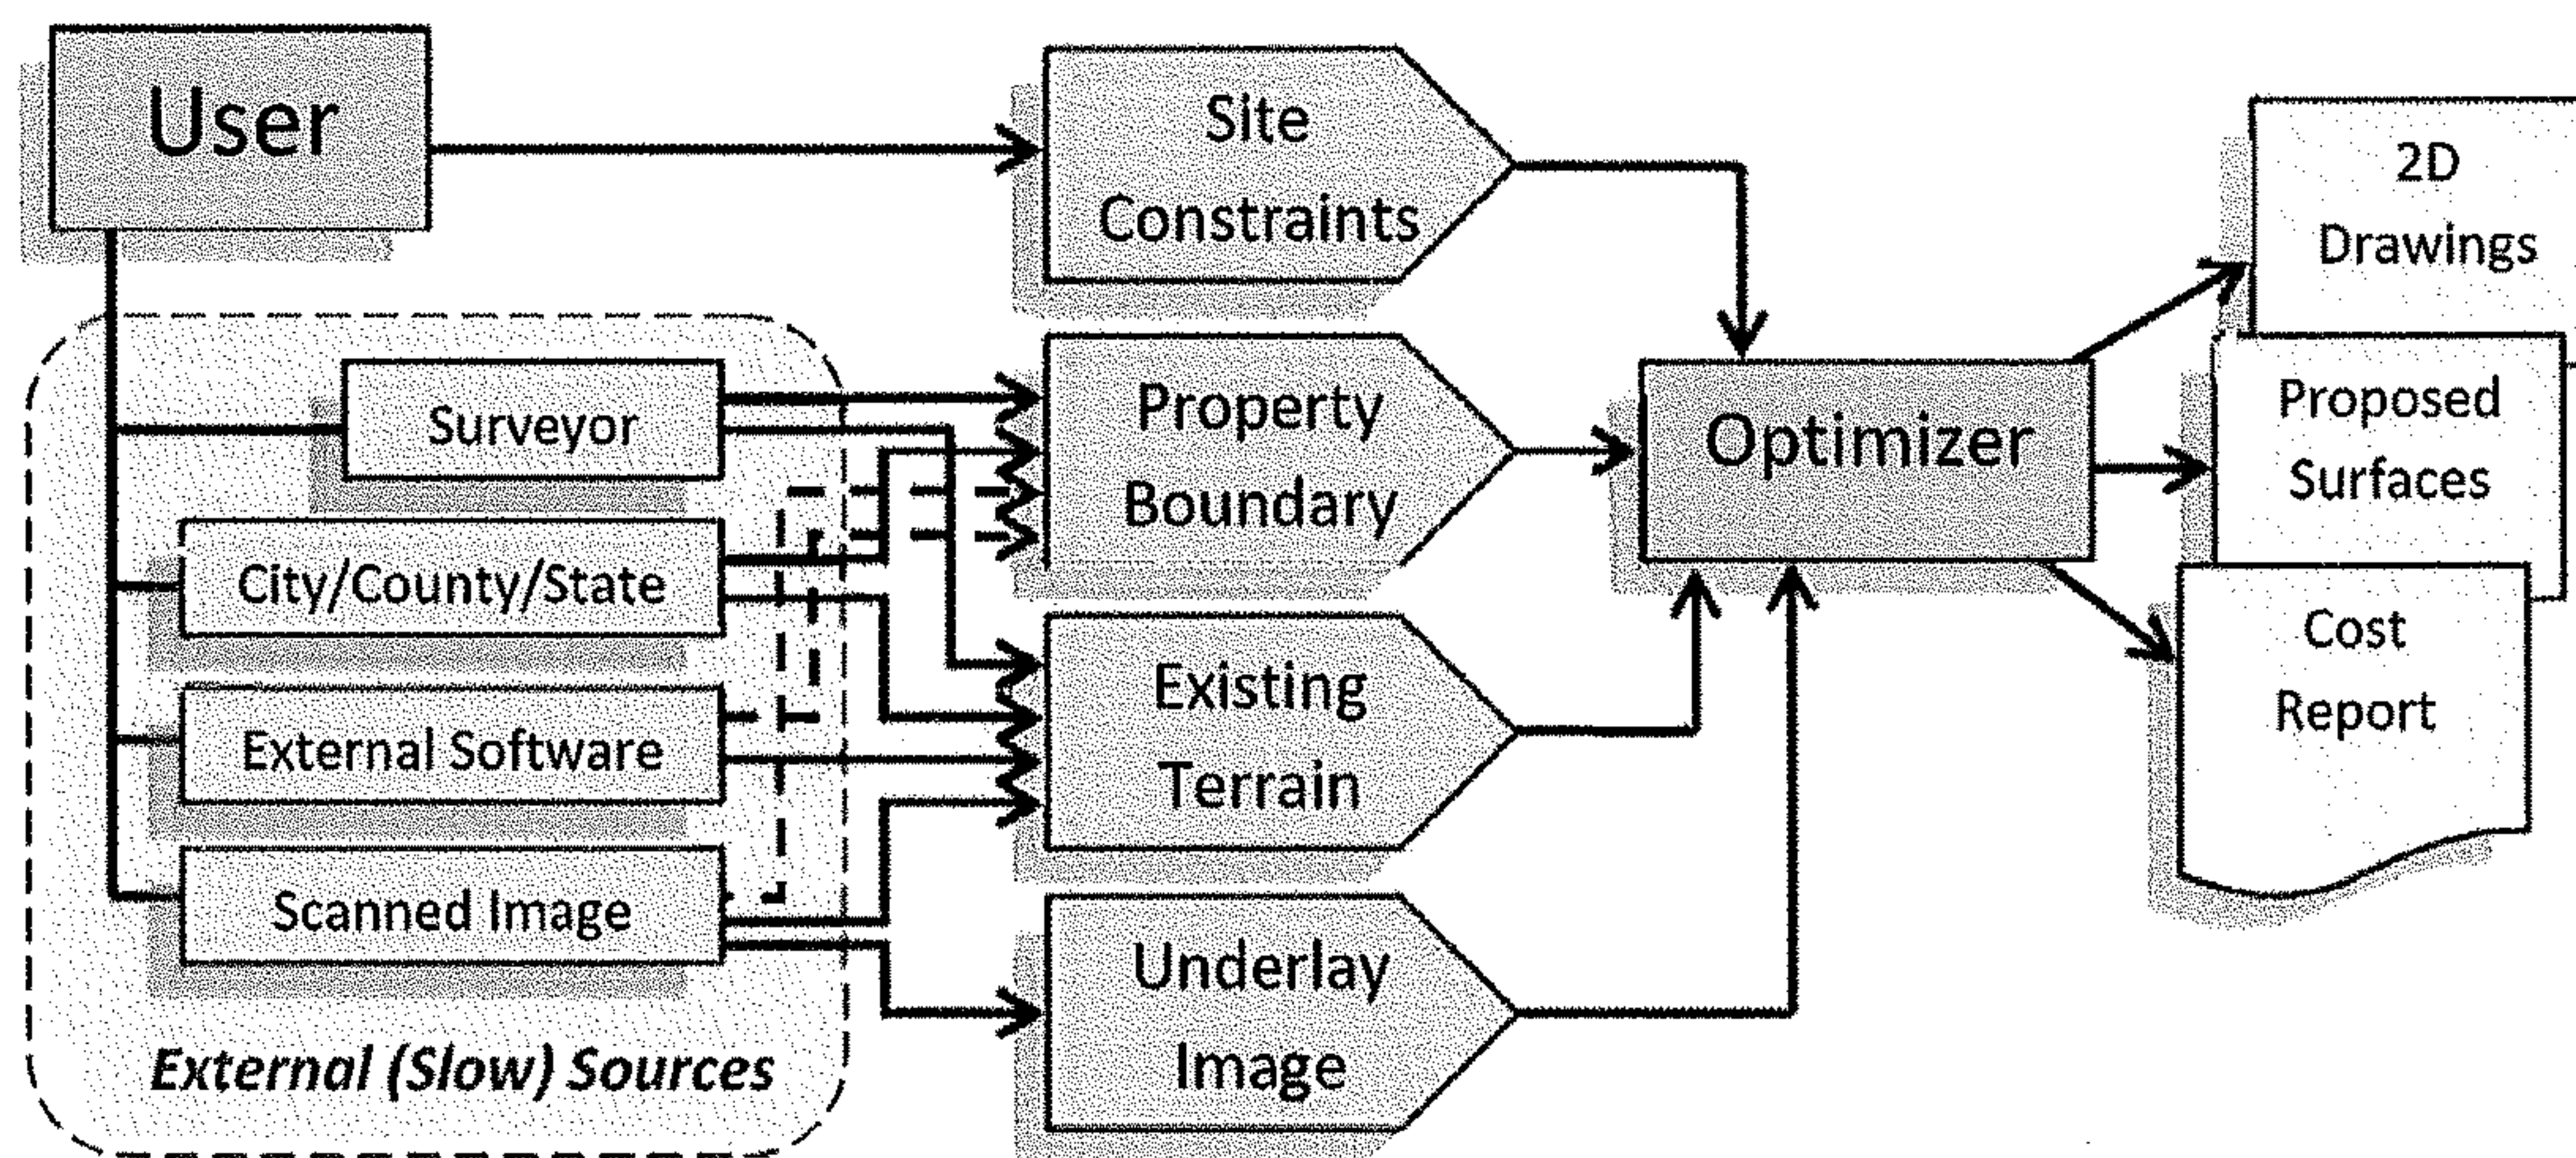 User
Site
Constraints
Surveyor
City/County/State
External Software
Scanned Image
External (Slow) Sources
Property
Boundary
Existing
Terrain
Underlay
Image
Optimizer
2D
Drawings
Proposed
Surfaces
Cost
Report